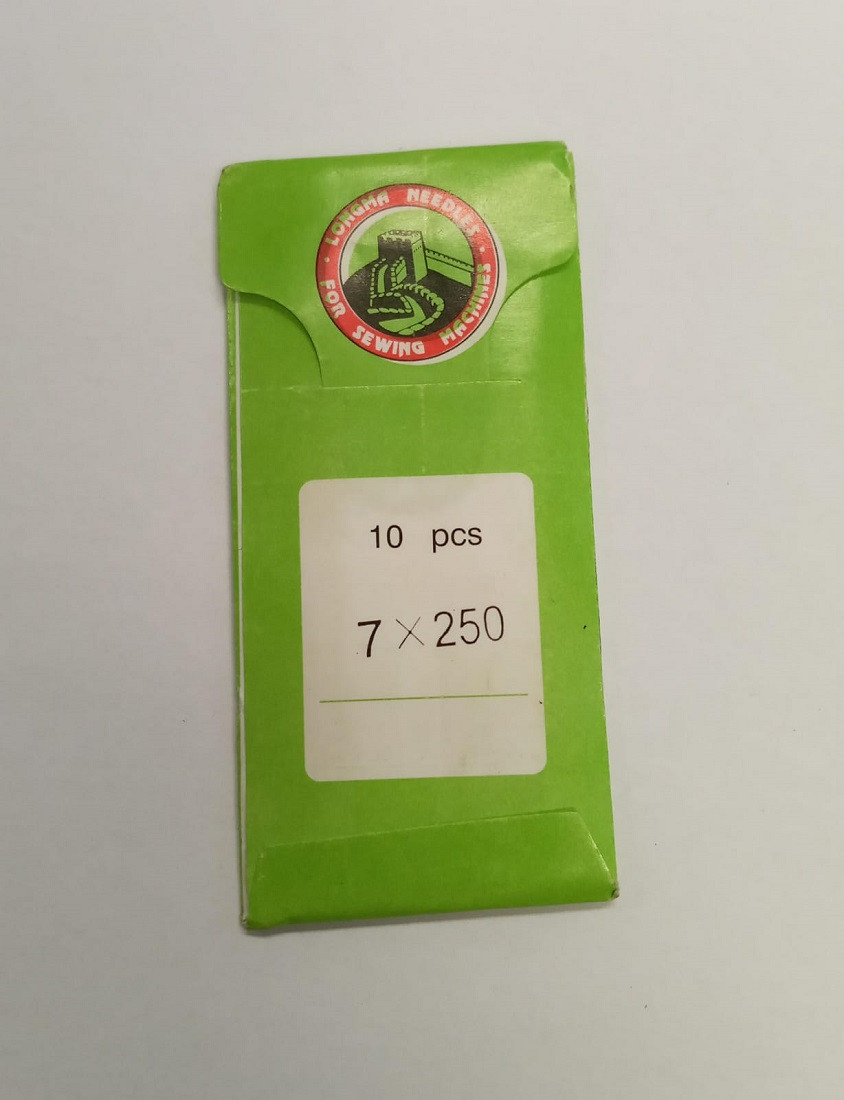 LONGMA NEEDLES
FOR SEWING MACHINES
10 pcs
7 × 250